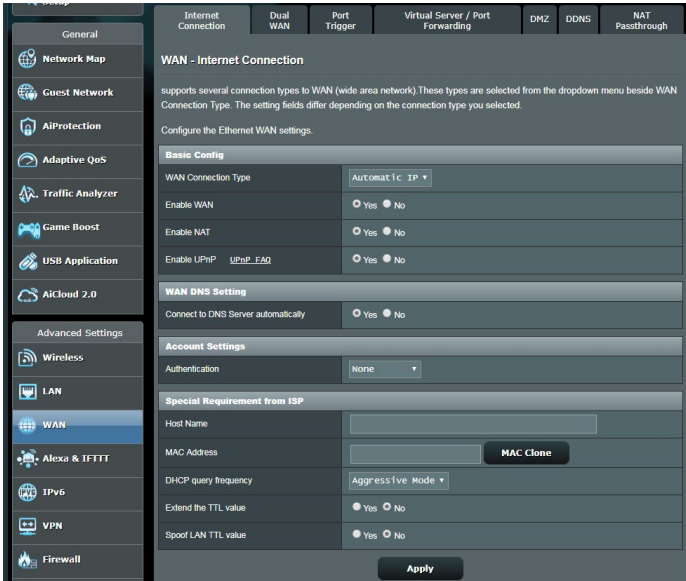 Setup
General
Network Map
Guest Network
AiProtection
Adaptive QoS
Traffic Analyzer
Game Boost
USB Application
AiCloud 2.0
Advanced Settings
Wireless
LAN
WAN
Alexa & IFTTT
IPv6
VPN
Firewall
Internet Connection
Dual WAN
Port Trigger
Virtual Server / Port Forwarding
DMZ
DDNS
NAT Passthrough
WAN - Internet Connection
supports several connection types to WAN (wide area network).These types are selected from the dropdown menu beside WAN
Connection Type. The setting fields differ depending on the connection type you selected.
Configure the Ethernet WAN settings.
Basic Config
WAN Connection Type Automatic IP
Enable WAN Yes No
Enable NAT Yes No
Enable UPnP UPnP FAQ Yes No
WAN DNS Setting
Connect to DNS Server automatically Yes No
Account Settings
Authentication None
Special Requirement from ISP
Host Name
MAC Address MAC Clone
DHCP query frequency Aggressive Mode
Extend the TTL value Yes No
Spoof LAN TTL value Yes No
Apply